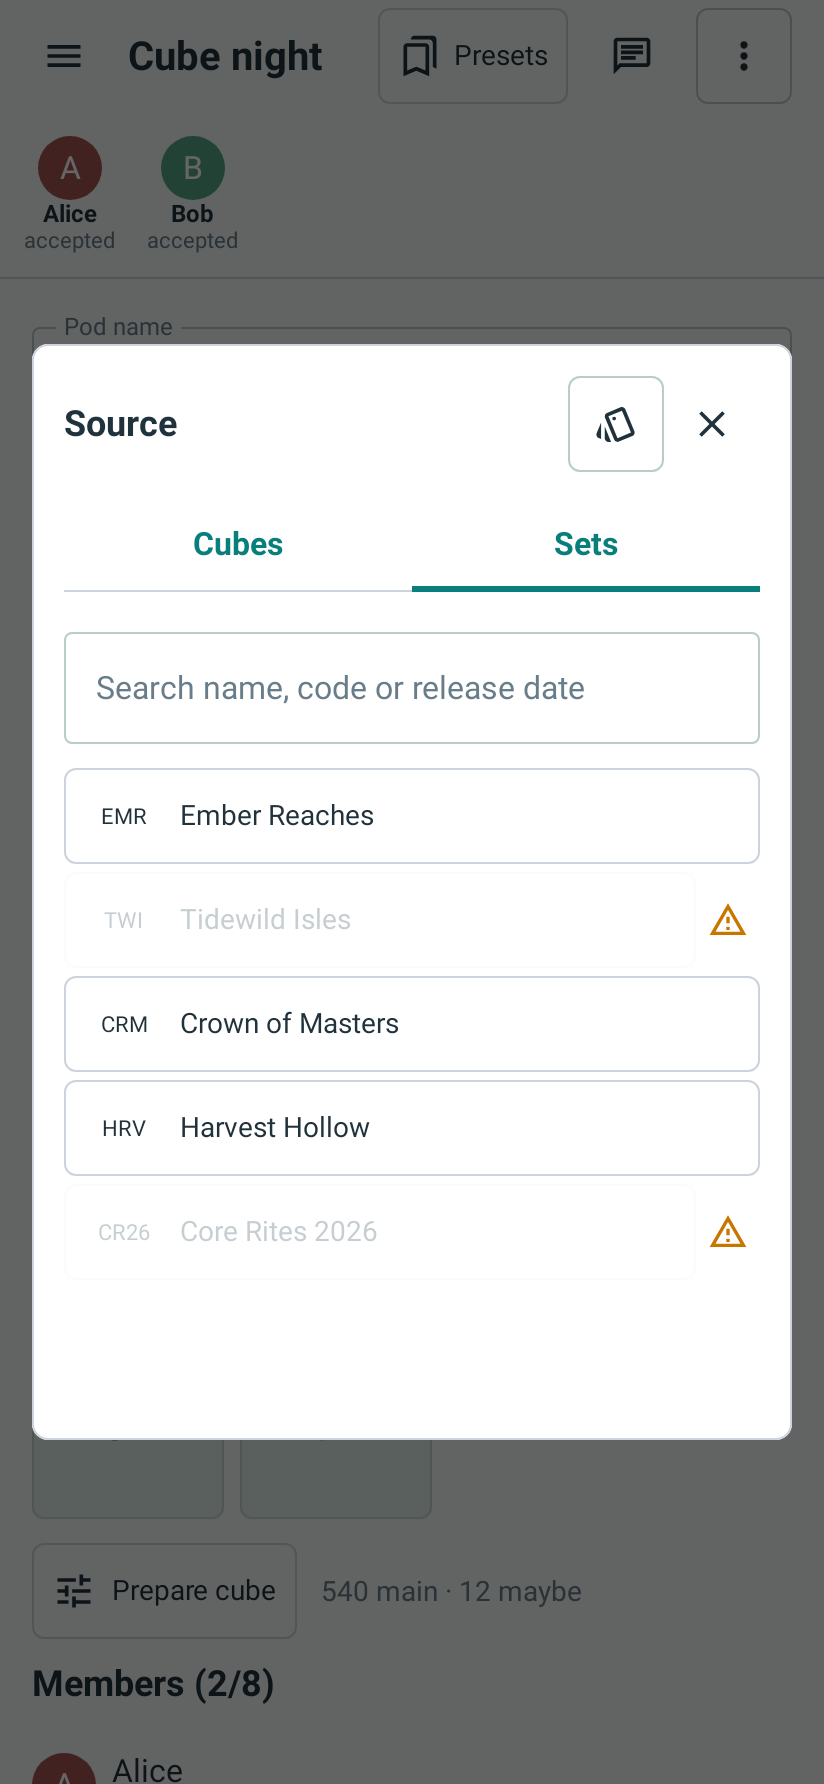 Cube night
Presets
A
B
Alice
Bob
accepted
accepted
Pod name
Source
Cubes
Sets
Search name, code or release date
EMR Ember Reaches
TWI Tidewild Isles
CRM Crown of Masters
HRV Harvest Hollow
CR26 Core Rites 2026
Prepare cube
540 main · 12 maybe
Members (2/8)
A
Alice